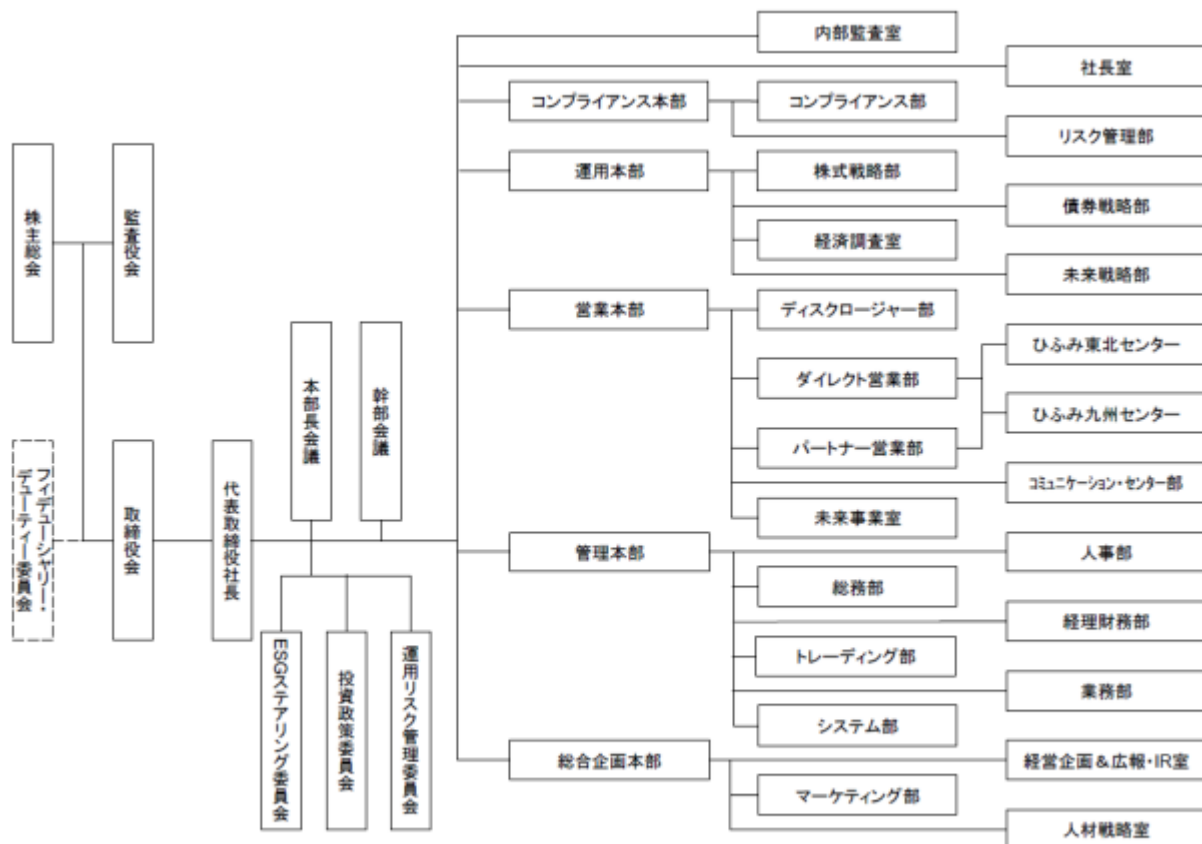 内部監査室
社長室
コンプライアンス本部
コンプライアンス部
リスク管理部
運用本部
株式戦略部
債券戦略部
経済調査室
未来戦略部
株主総会
監査役会
営業本部
ディスクロージャー部
ひふみ東北センター
ダイレクト営業部
ひふみ九州センター
パートナー営業部
コミュニケーション・センター部
未来事業室
本部長会議
幹部会議
フィデューシャリー・
デューティー委員会
取締役会
代表取締役社長
管理本部
人事部
総務部
経理財務部
トレーディング部
業務部
システム部
ESGステアリング委員会
投資政策委員会
運用リスク管理委員会
総合企画本部
経営企画&広報・IR室
マーケティング部
人材戦略室